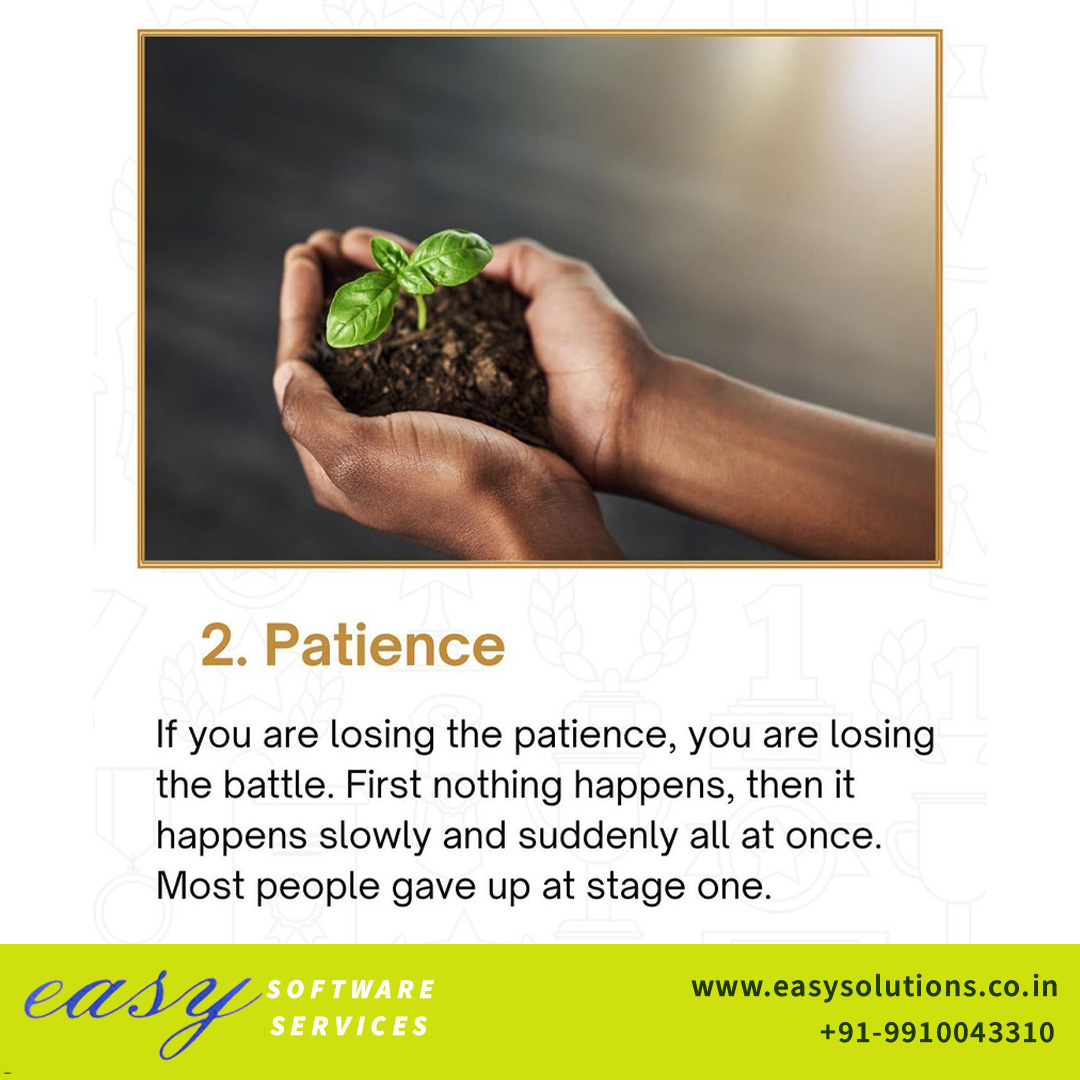 2. Patience
If you are losing the patience, you are losing
the battle. First nothing happens, then it
happens slowly and suddenly all at once.
Most people gave up at stage one.
easy SOFTWARE
SERVICES
www.easysolutions.co.in
+91-9910043310